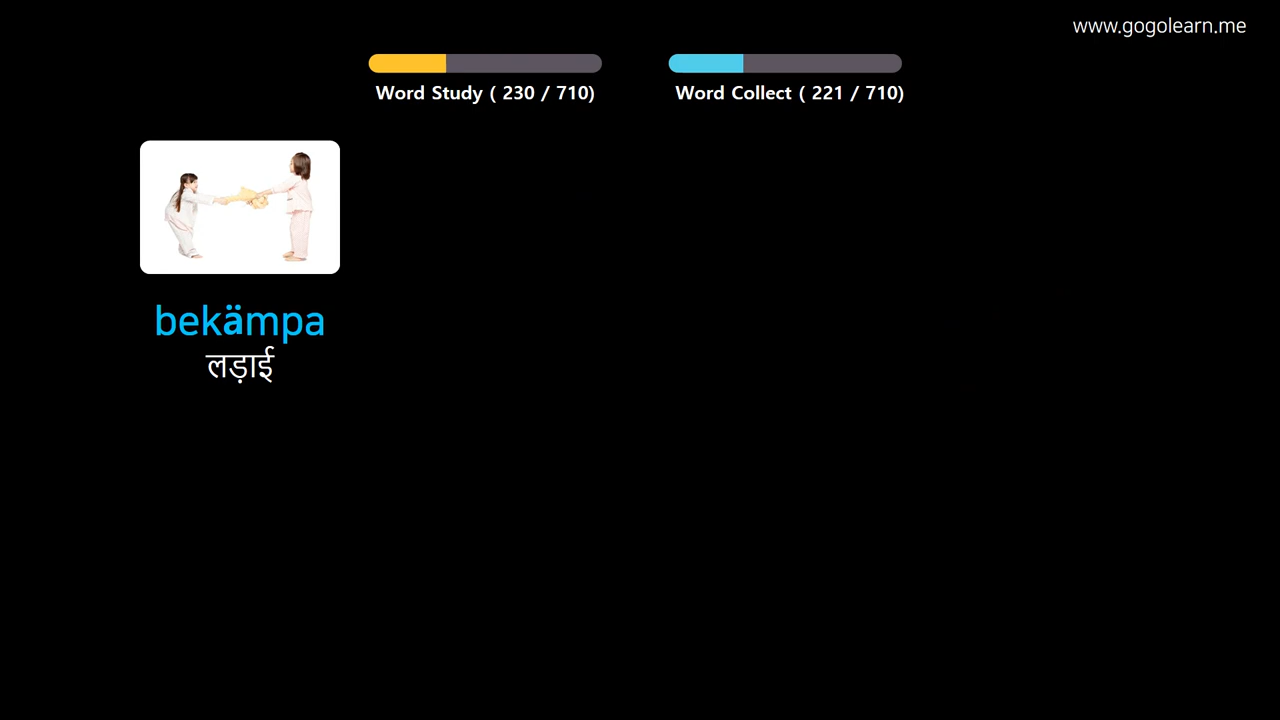 www.gogolearn.me
Word Study ( 230 / 710)
Word Collect ( 221 / 710)
bekämpa
लड़ाई